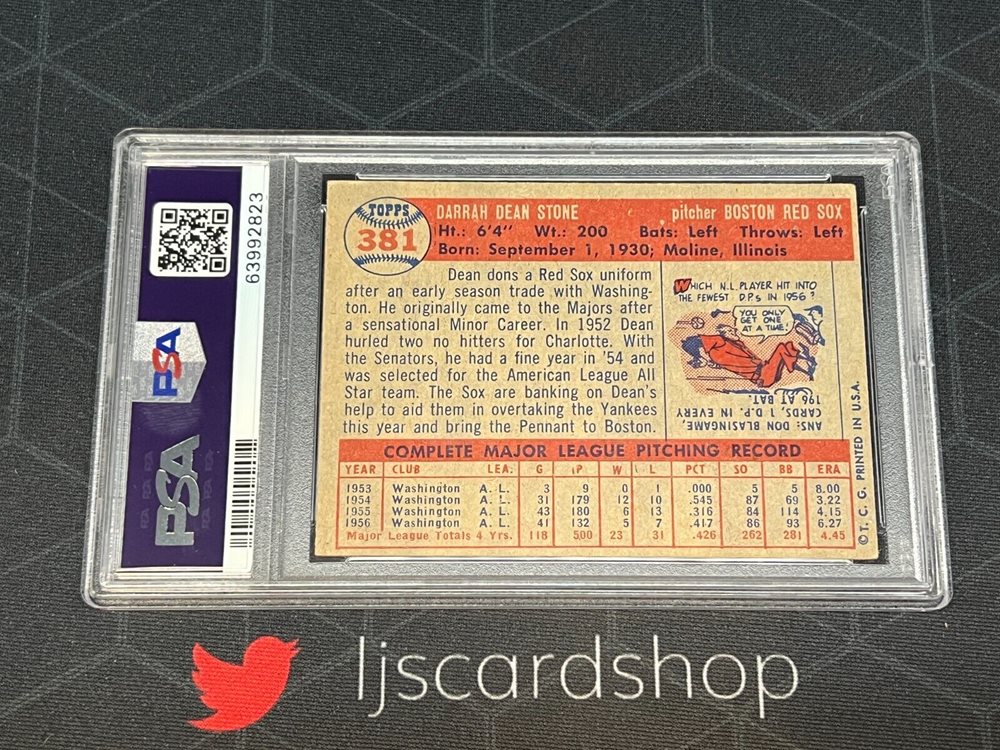 63992823
PSA
PSA
TOPPS
381
DARRAH DEAN STONE pitcher BOSTON RED SOX
Ht.: 6'4" Wt.: 200 Bats: Left Throws: Left
Born: September 1, 1930; Moline, Illinois
Dean dons a Red Sox uniform
after an early season trade with Washing-
ton. He originally came to the Majors after
a sensational Minor Career. In 1952 Dean
hurled two no hitters for Charlotte. With
the Senators, he had a fine year in '54 and
was selected for the American League All
Star team. The Sox are banking on Dean's
help to aid them in overtaking the Yankees
this year and bring the Pennant to Boston.
WHICH N.L. PLAYER HIT INTO
THE FEWEST D.P.s IN 1956?
YOU ONLY
GET ONE
AT A TIME!
ANS: DON BLASINGAME,
CARDS, 1 D.P. IN EVERY
196 AT BAT.
COMPLETE MAJOR LEAGUE PITCHING RECORD
YEAR CLUB LEA. G IP W L PCT SO BB ERA
1953 Washington A. L. 3 9 0 1 .000 5 5 8.00
1954 Washington A. L. 31 179 12 10 .545 87 69 3.22
1955 Washington A. L. 43 180 6 13 .316 84 114 4.15
1956 Washington A. L. 41 132 5 7 .417 86 93 6.27
Major League Totals 4 Yrs. 118 500 23 31 .426 262 281 4.45
© T. C. G. PRINTED IN U.S.A.
ljscardshop